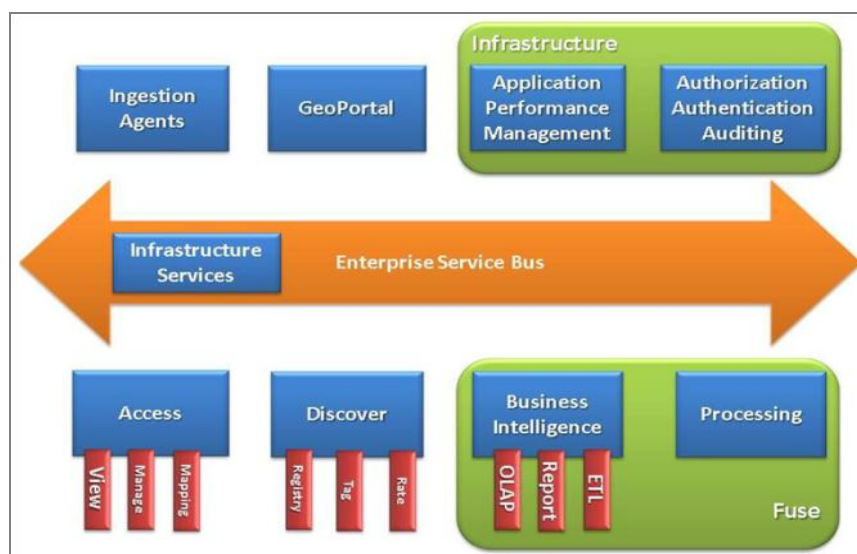 Infrastructure
Ingestion
Agents
GeoPortal
Application
Performance
Management
Authorization
Authentication
Auditing
Infrastructure
Services
Enterprise Service Bus
Access
Discover
Business
Intelligence
Processing
View
Manage
Mapping
Registry
Tag
Rate
OLAP
Report
ETL
Fuse